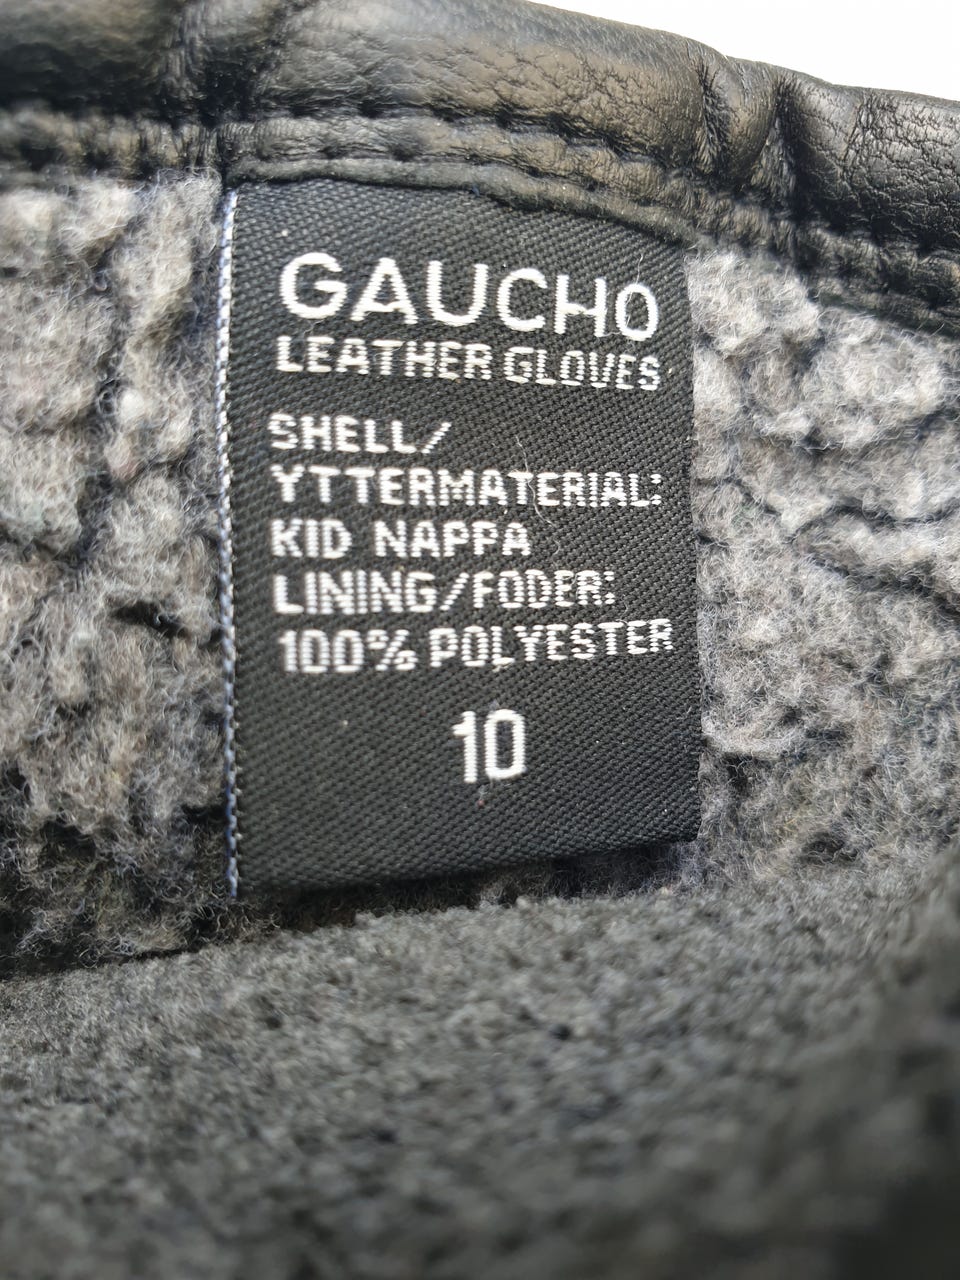 GAUCHO
LEATHER GLOVES
SHELL/
YTTERMATERIAL:
KID NAPPA
LINING/FODER:
100% POLYESTER
10